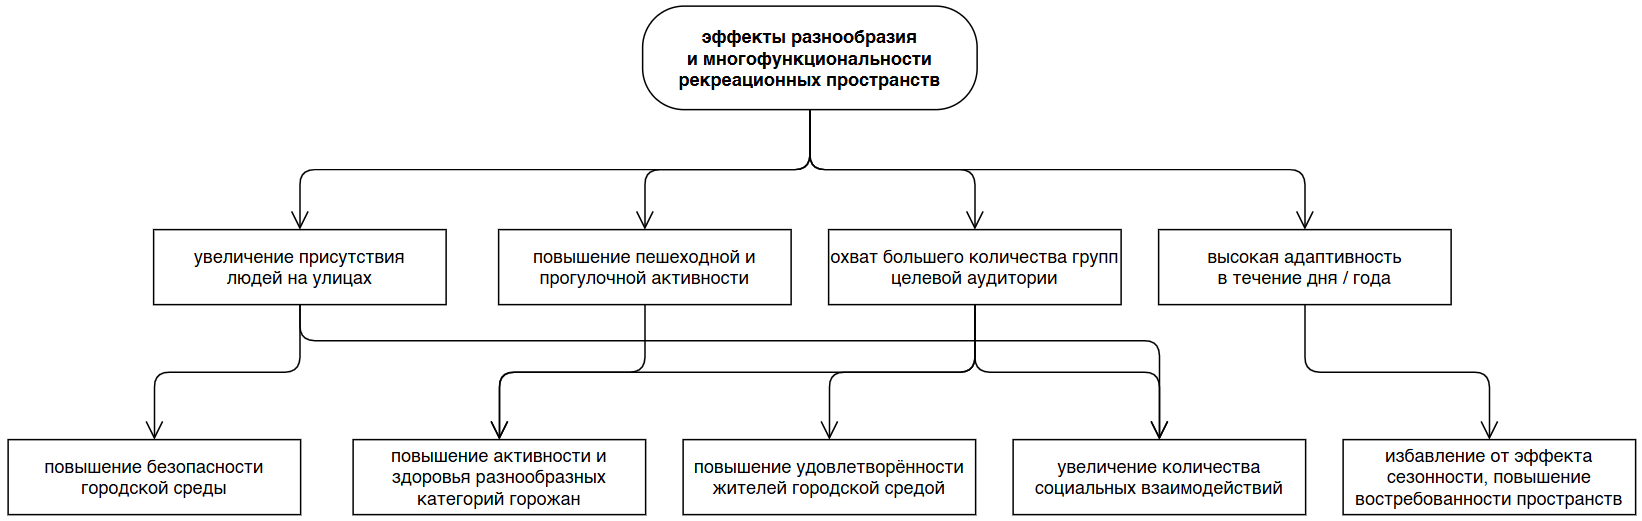 эффекты разнообразия
и многофункциональности
рекреационных пространств
увеличение присутствия
людей на улицах
повышение пешеходной и
прогулочной активности
охват большего количества групп
целевой аудитории
высокая адаптивность
в течение дня / года
повышение безопасности
городской среды
повышение активности и
здоровья разнообразных
категорий горожан
повышение удовлетворённости
жителей городской средой
увеличение количества
социальных взаимодействий
избавление от эффекта
сезонности, повышение
востребованности пространств